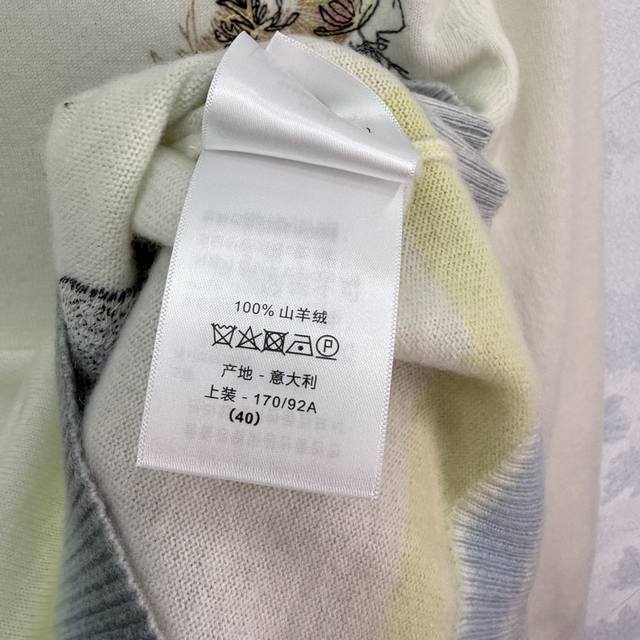 100% 山羊绒
产地 - 意大利
上装 - 170/92A
(40)